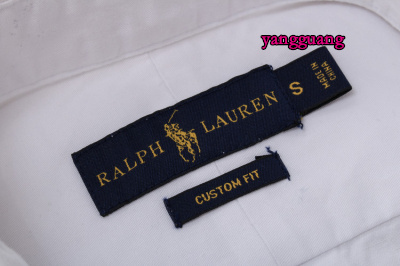 yangguang
RALPH LAUREN
S
MADE IN
CHINA
CUSTOM FIT